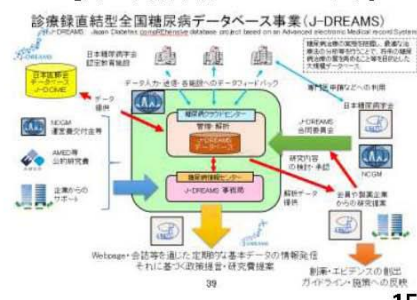 診療録直結型全国糖尿病データベース事業(J-DREAMS)
J-DREAMS: Japan Diabetes compREhensive database project based on an Advanced electronic Medical record System
日本糖尿病学会
認定教育施設
データ入力・送信・各施設へのデータフィードバック
日本医師会
データベース
J-DOME
データ
提供
糖尿病クラウドセンター
管理・解析
J-DREAMS
データベース
糖尿病情報センター
J-DREAMS 事務局
NCGM
運営費交付金等
AMED等
公的研究費
企業からの
サポート
日本糖尿病学会
J-DREAMS
合同委員会
NCGM
研究内容
の検討・承認
解析データ
提供
会員や製薬企業
からの研究提案
Webpage・会誌等を通じた定期的な基本データの情報発信
それに基づく政策提言・研究費提案
創薬・エビデンスの創出
ガイドライン・施策への反映
39
15